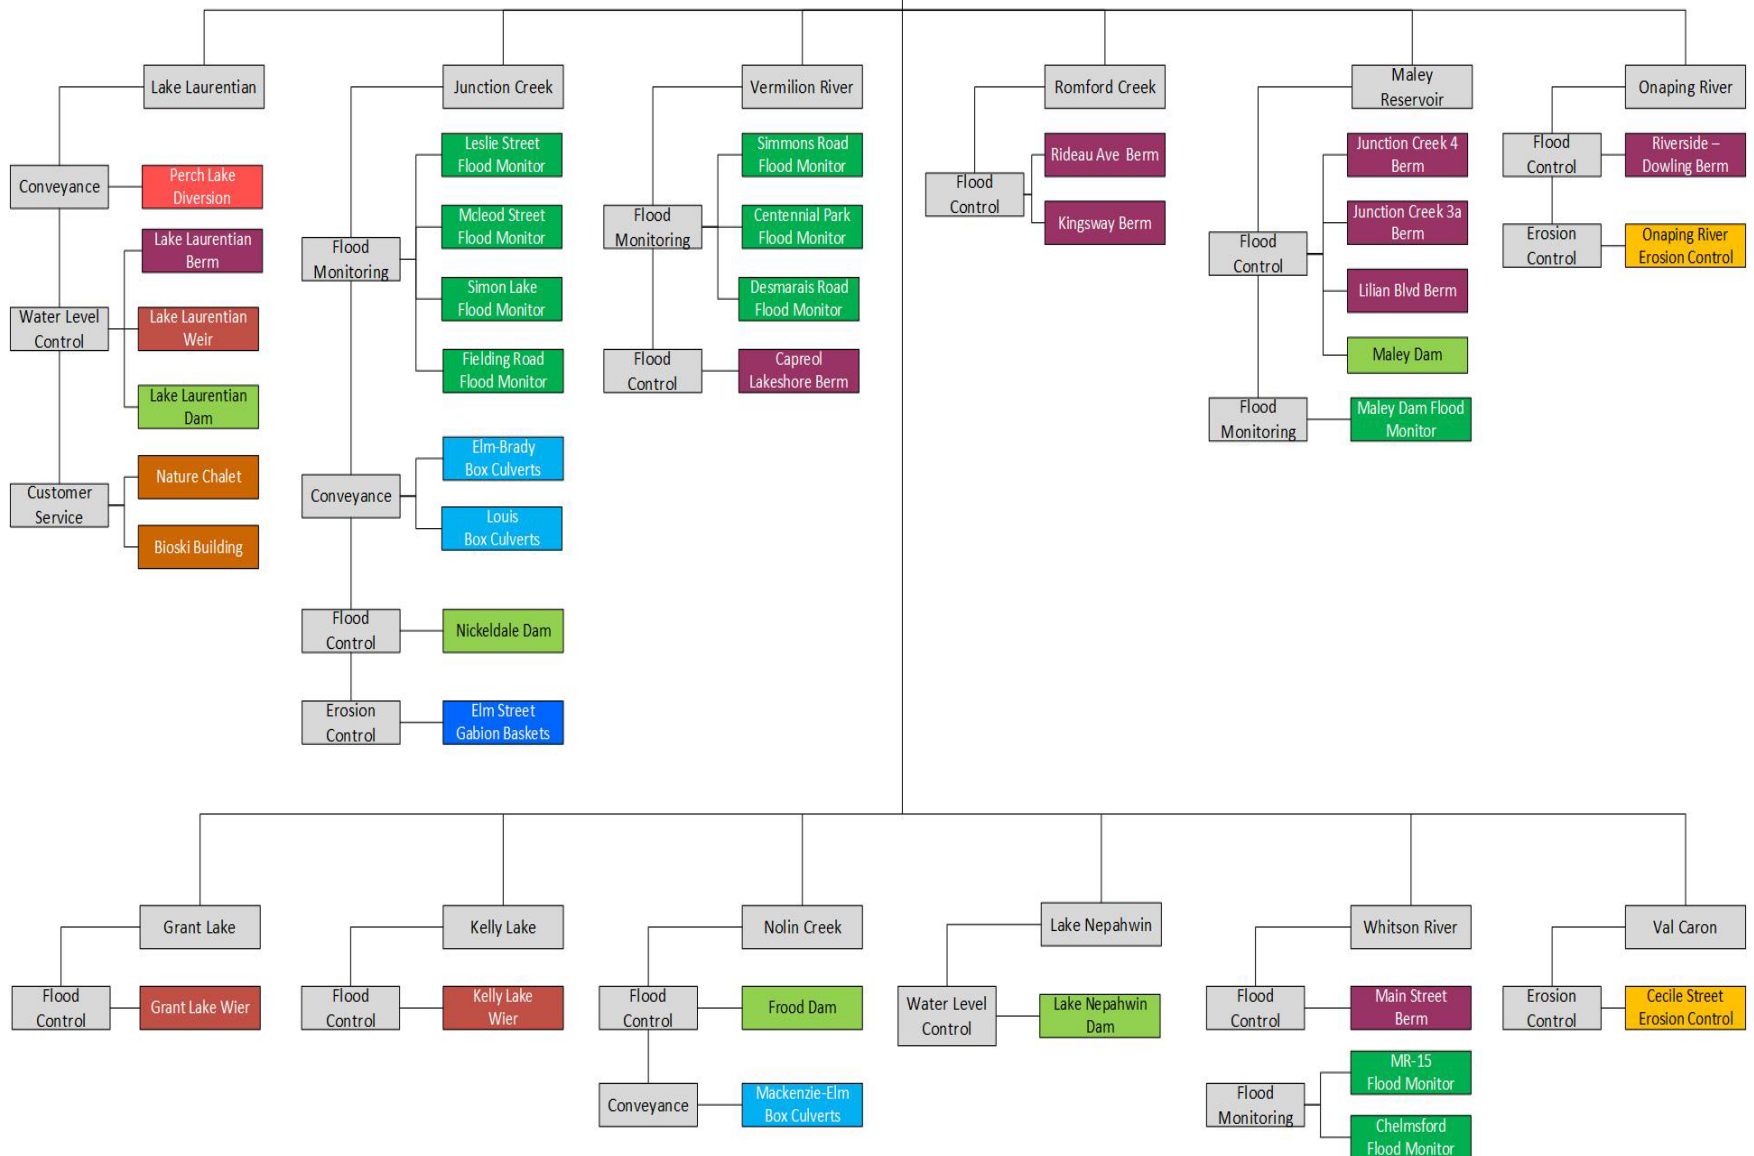 Lake Laurentian
Conveyance
Perch Lake
Diversion
Water Level
Control
Lake Laurentian
Berm
Lake Laurentian
Weir
Lake Laurentian
Dam
Customer
Service
Nature Chalet
Bioski Building
Junction Creek
Flood
Monitoring
Leslie Street
Flood Monitor
Mcleod Street
Flood Monitor
Simon Lake
Flood Monitor
Fielding Road
Flood Monitor
Conveyance
Elm-Brady
Box Culverts
Louis
Box Culverts
Flood
Control
Nickeldale Dam
Erosion
Control
Elm Street
Gabion Baskets
Vermilion River
Flood
Monitoring
Simmons Road
Flood Monitor
Centennial Park
Flood Monitor
Desmarais Road
Flood Monitor
Flood
Control
Capreol
Lakeshore Berm
Romford Creek
Flood
Control
Rideau Ave Berm
Kingsway Berm
Maley
Reservoir
Flood
Control
Junction Creek 4
Berm
Junction Creek 3a
Berm
Lilian Blvd Berm
Maley Dam
Flood
Monitoring
Maley Dam Flood
Monitor
Onaping River
Flood
Control
Riverside –
Dowling Berm
Erosion
Control
Onaping River
Erosion Control
Grant Lake
Flood
Control
Grant Lake Wier
Kelly Lake
Flood
Control
Kelly Lake
Wier
Nolin Creek
Flood
Control
Frood Dam
Conveyance
Mackenzie-Elm
Box Culverts
Lake Nepahwin
Water Level
Control
Lake Nepahwin
Dam
Whitson River
Flood
Control
Main Street
Berm
Flood
Monitoring
MR-15
Flood Monitor
Chelmsford
Flood Monitor
Val Caron
Erosion
Control
Cecile Street
Erosion Control